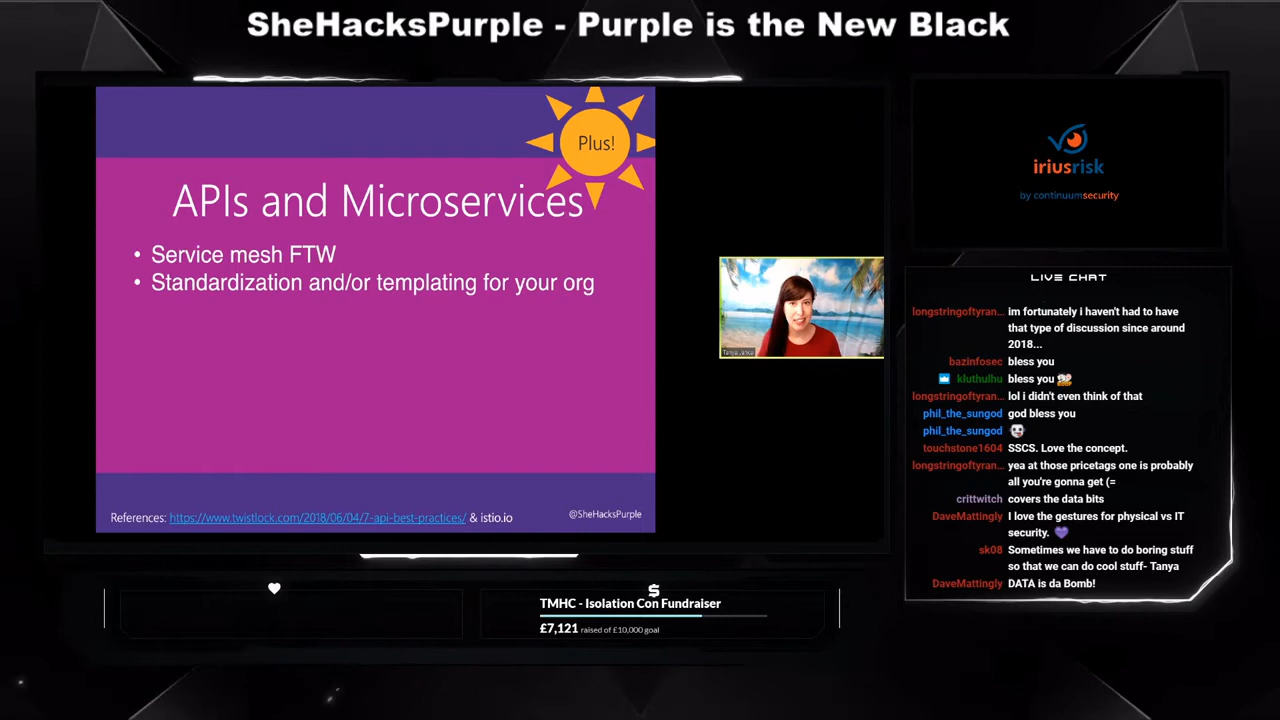 SheHacksPurple - Purple is the New Black
Plus!
APIs and Microservices
• Service mesh FTW
• Standardization and/or templating for your org
References: https://www.twistlock.com/2018/06/04/7-api-best-practices/ & istio.io
@SheHacksPurple
iriusrisk
by continuumsecurity
LIVE CHAT
longstringoftyran... im fortunately i haven't had to have
that type of discussion since around
2018...
bazinfosec bless you
kluthulhu bless you
longstringoftyran... lol i didn't even think of that
phil_the_sungod god bless you
phil_the_sungod
touchstone1604 SSCS. Love the concept.
longstringoftyran... yea at those pricetags one is probably
all you're gonna get (=
crittwitch covers the data bits
DaveMattingly I love the gestures for physical vs IT
security.
sk08 Sometimes we have to do boring stuff
so that we can do cool stuff- Tanya
DaveMattingly DATA is da Bomb!
$
TMHC - Isolation Con Fundraiser
£7,121 raised of £10,000 goal